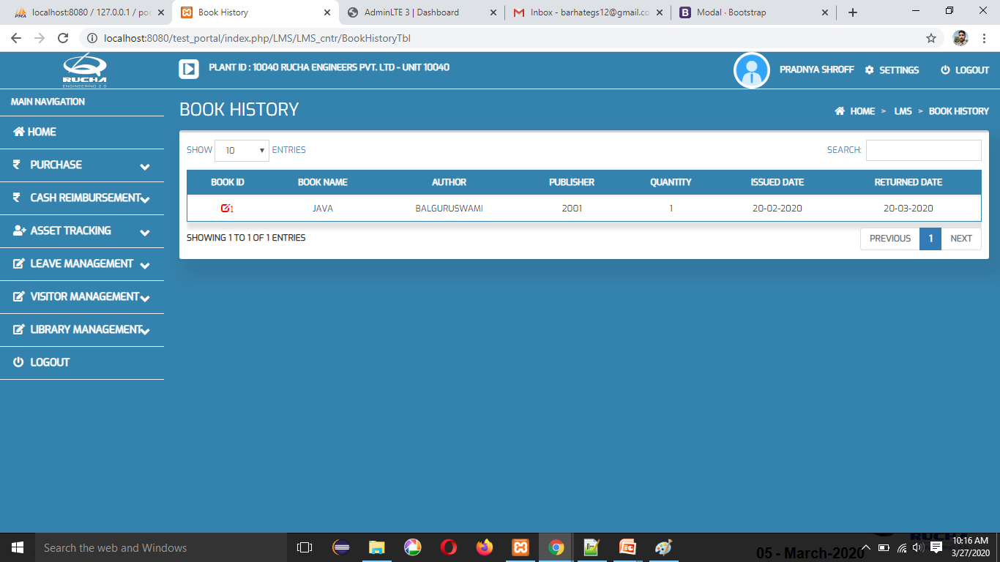 localhost:8080 / 127.0.0.1 / por
Book History
AdminLTE 3 | Dashboard
Inbox - barhategs12@gmail.co
Modal · Bootstrap
localhost:8080/test_portal/index.php/LMS/LMS_cntr/BookHistoryTbl
RUCHA
ENGINEERING 2.0
PLANT ID : 10040 RUCHA ENGINEERS PVT. LTD - UNIT 10040
PRADNYA SHROFF
SETTINGS
LOGOUT
MAIN NAVIGATION
HOME
₹ PURCHASE
₹ CASH REIMBURSEMENT
ASSET TRACKING
LEAVE MANAGEMENT
VISITOR MANAGEMENT
LIBRARY MANAGEMENT
LOGOUT
BOOK HISTORY
HOME > LMS > BOOK HISTORY
SHOW 10 ENTRIES
SEARCH:
BOOK ID BOOK NAME AUTHOR PUBLISHER QUANTITY ISSUED DATE RETURNED DATE
1 JAVA BALGURUSWAMI 2001 1 20-02-2020 20-03-2020
SHOWING 1 TO 1 OF 1 ENTRIES
PREVIOUS 1 NEXT
Search the web and Windows
05 - March-2020
10:16 AM
3/27/2020